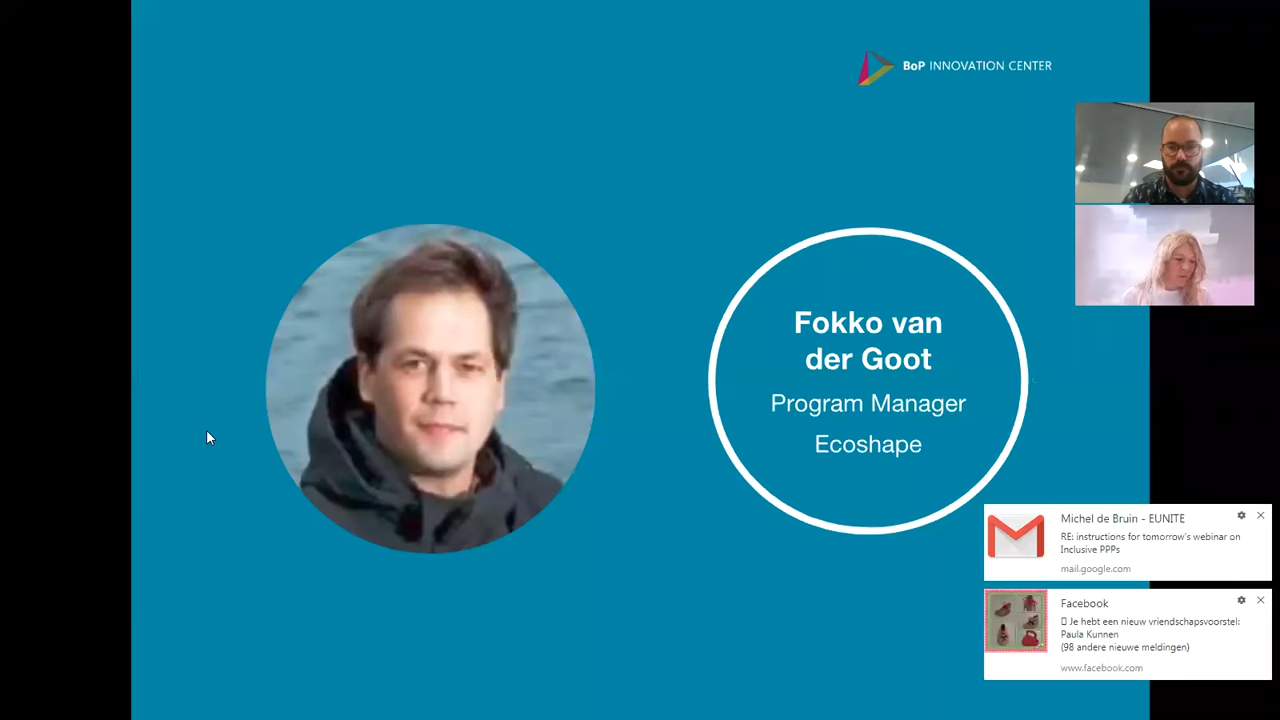 BoP INNOVATION CENTER
Fokko van
der Goot
Program Manager
Ecoshape
Michel de Bruin - EUNITE
RE: instructions for tomorrow's webinar on
Inclusive PPPs
mail.google.com
Facebook
Je hebt een nieuw vriendschapsvoorstel:
Paula Kunnen
(98 andere nieuwe meldingen)
www.facebook.com